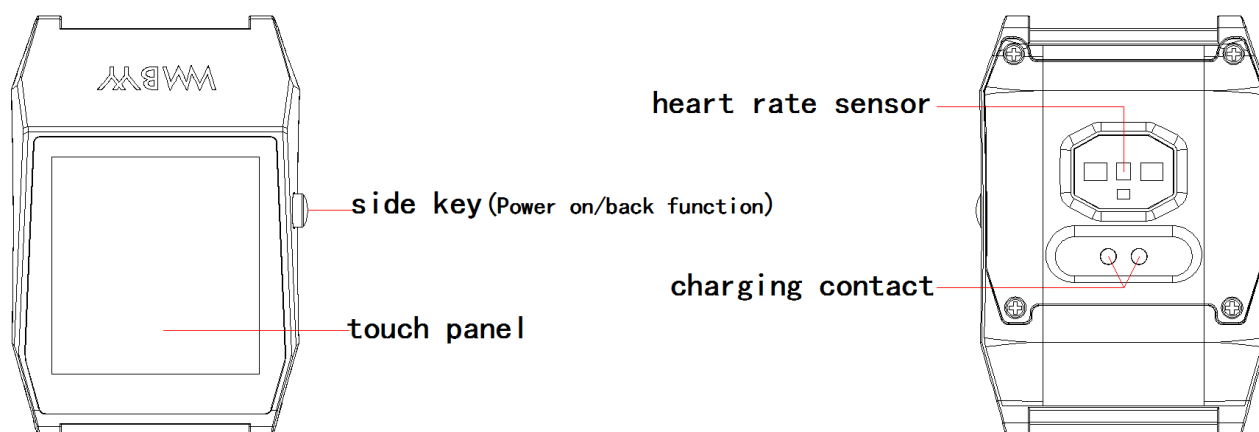 heart rate sensor
side key(Power on/back function)
charging contact
touch panel